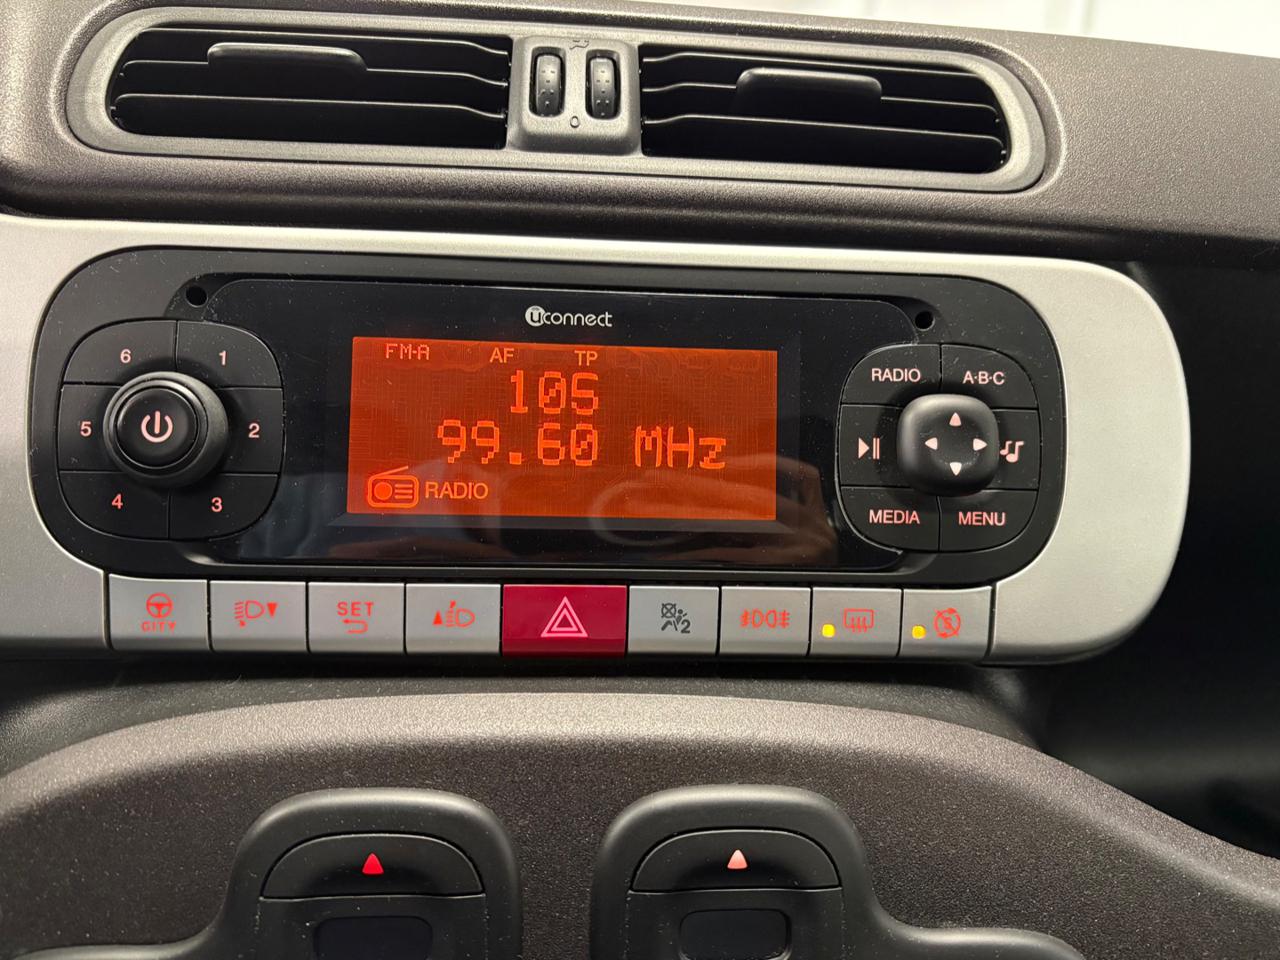 uconnect
FM-A AF TP
105
99.60 MHz
RADIO
6 1
5 2
4 3
RADIO A·B·C
MEDIA MENU
CITY
SET
2